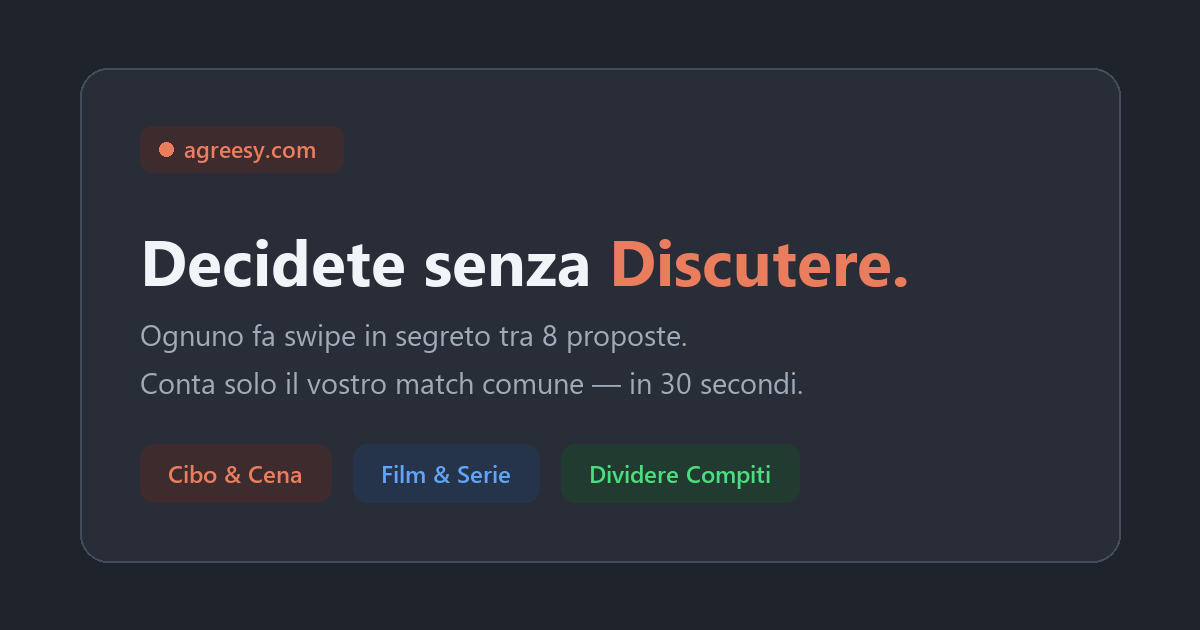 agreesy.com
Decidete senza Discutere.
Ognuno fa swipe in segreto tra 8 proposte.
Conta solo il vostro match comune — in 30 secondi.
Cibo & Cena
Film & Serie
Dividere Compiti